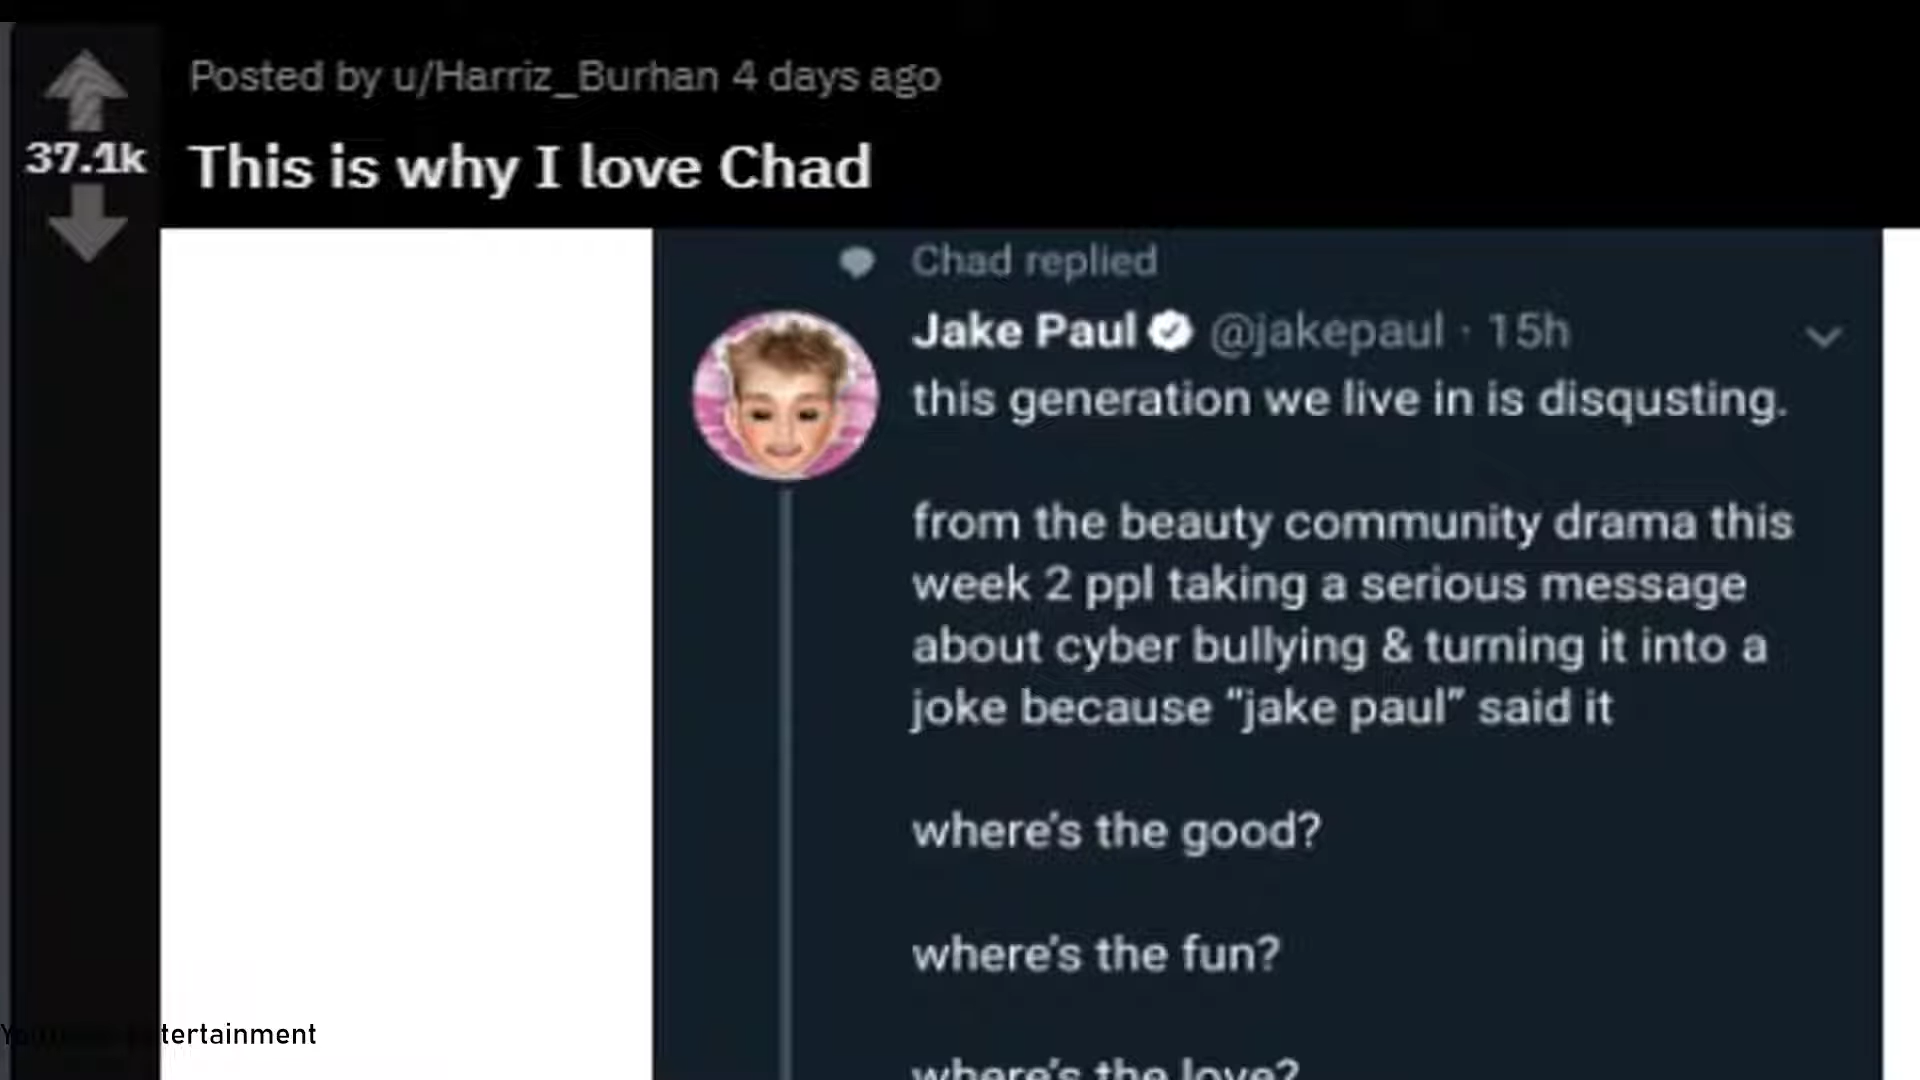 Posted by u/Harriz_Burhan 4 days ago
37.1k
This is why I love Chad
Chad replied
Jake Paul @jakepaul · 15h
this generation we live in is disqusting.
from the beauty community drama this
week 2 ppl taking a serious message
about cyber bullying & turning it into a
joke because “jake paul” said it
where's the good?
where's the fun?
where's the love?
tertainment